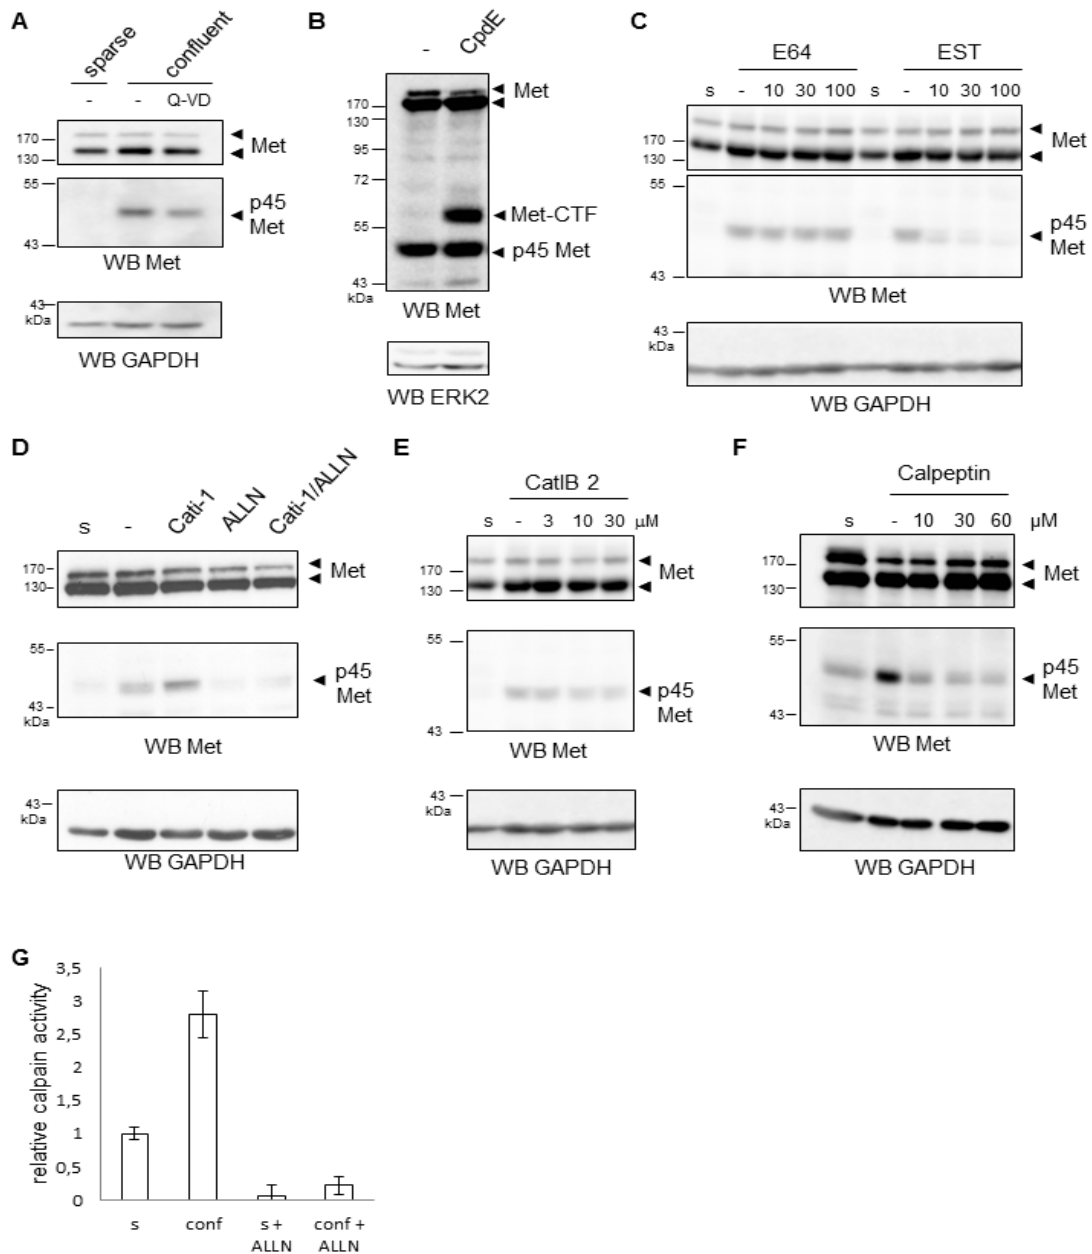 A
sparse
confluent
- - Q-VD
170
130
Met
55
p45
Met
43
WB Met
43
kDa
WB GAPDH
B
- CpdE
Met
170
130
95
72
Met-CTF
55
p45 Met
43
kDa
WB Met
WB ERK2
C
E64 EST
s - 10 30 100 s - 10 30 100
170
130
Met
55
p45
Met
43
WB Met
43
kDa
WB GAPDH
D
s - Cati-1 ALLN Cati-1/ALLN
170
130
Met
55
p45
Met
43
kDa
WB Met
43
WB GAPDH
E
CatIB 2
s - 3 10 30 µM
170
130
Met
55
p45
Met
43
WB Met
43
kDa
WB GAPDH
F
Calpeptin
s - 10 30 60 µM
170
130
Met
55
p45
Met
43
WB Met
43
kDa
WB GAPDH
G
relative calpain activity
3,5
3
2,5
2
1,5
1
0,5
0
s conf s + conf +
ALLN ALLN